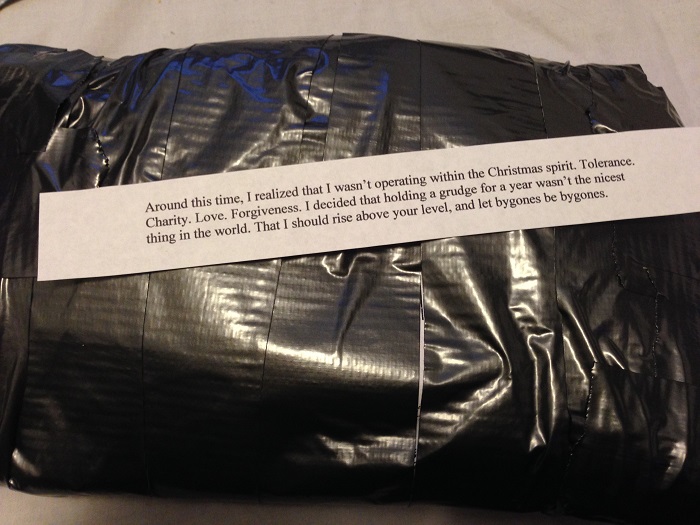 Around this time, I realized that I wasn't operating within the Christmas spirit. Tolerance.
Charity. Love. Forgiveness. I decided that holding a grudge for a year wasn't the nicest
thing in the world. That I should rise above your level, and let bygones be bygones.